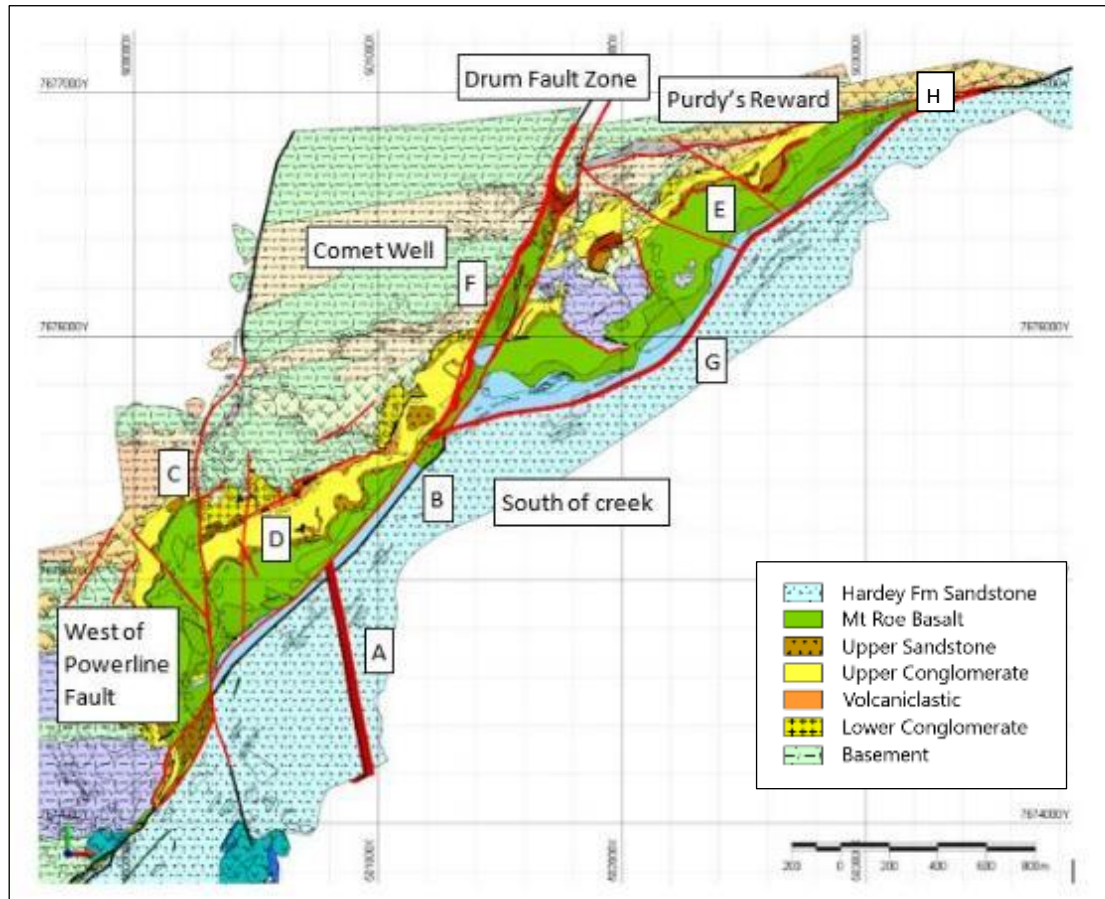 Drum Fault Zone
7677000Y
Purdy's Reward
H
E
Comet Well
F
7676000Y
G
C
B
South of creek
D
Hardey Fm Sandstone
Mt Roe Basalt
Upper Sandstone
Upper Conglomerate
Volcaniclastic
Lower Conglomerate
Basement
West of
Powerline
Fault
A
7674000Y
200 0 200 400 600 800m